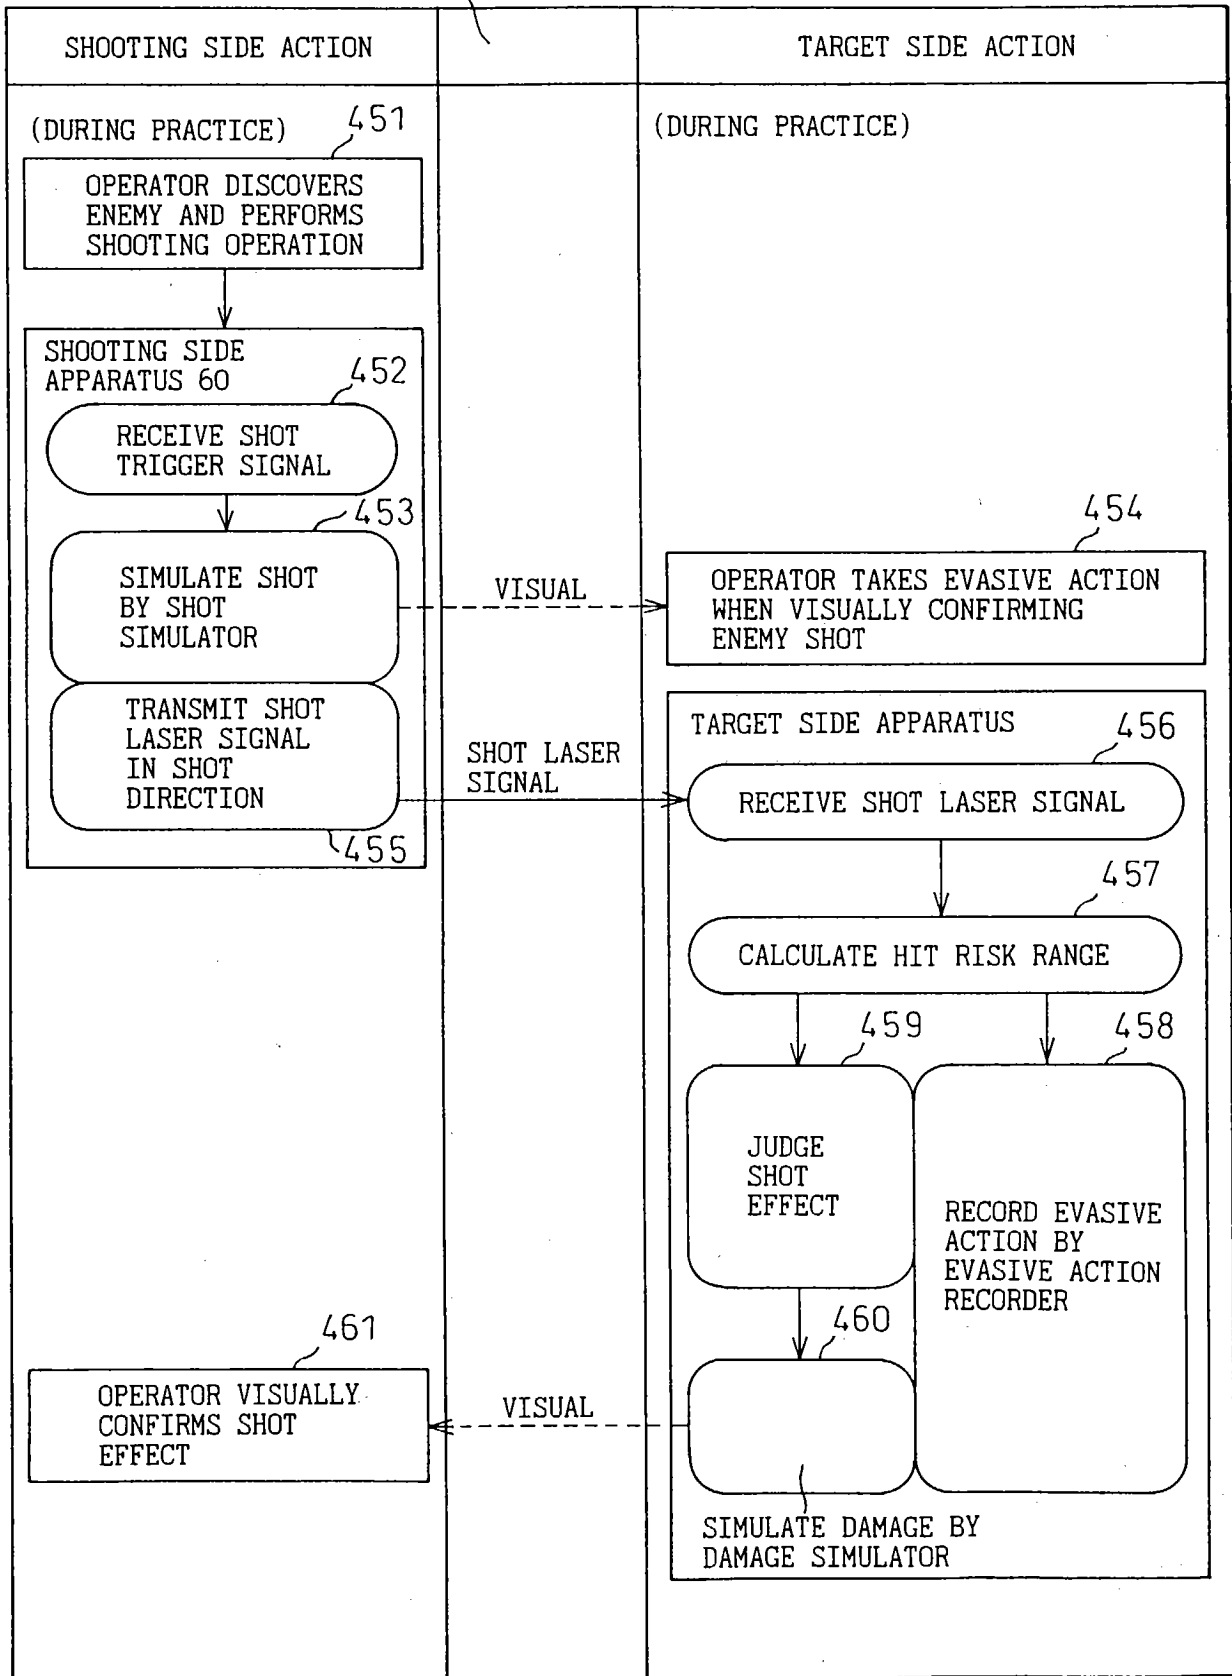 SHOOTING SIDE ACTION
TARGET SIDE ACTION
(DURING PRACTICE)
451
(DURING PRACTICE)
OPERATOR DISCOVERS
ENEMY AND PERFORMS
SHOOTING OPERATION
SHOOTING SIDE
APPARATUS 60
452
RECEIVE SHOT
TRIGGER SIGNAL
453
SIMULATE SHOT
BY SHOT
SIMULATOR
VISUAL
454
OPERATOR TAKES EVASIVE ACTION
WHEN VISUALLY CONFIRMING
ENEMY SHOT
TRANSMIT SHOT
LASER SIGNAL
IN SHOT
DIRECTION
455
SHOT LASER
SIGNAL
TARGET SIDE APPARATUS
456
RECEIVE SHOT LASER SIGNAL
457
CALCULATE HIT RISK RANGE
459
458
JUDGE
SHOT
EFFECT
RECORD EVASIVE
ACTION BY
EVASIVE ACTION
RECORDER
460
461
OPERATOR VISUALLY
CONFIRMS SHOT
EFFECT
VISUAL
SIMULATE DAMAGE BY
DAMAGE SIMULATOR